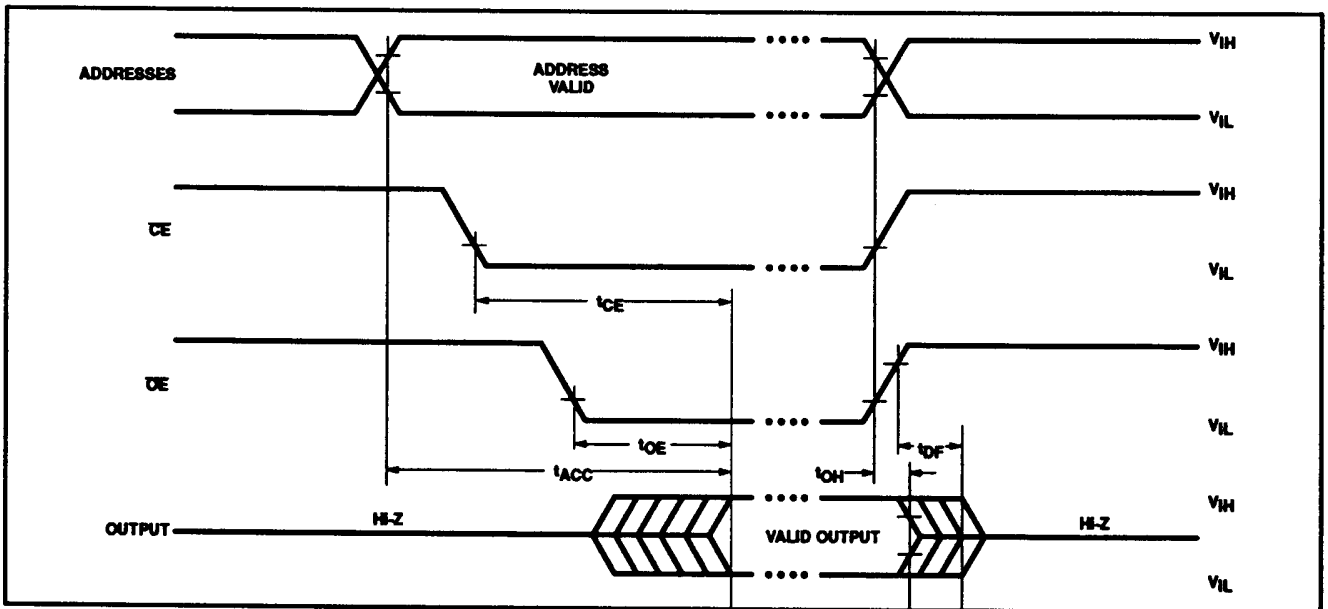 ADDRESSES
ADDRESS
VALID
VIH
VIL
CE
VIH
VIL
tCE
OE
VIH
VIL
tOE
tDF
tACC
tOH
OUTPUT
HI-Z
VALID OUTPUT
HI-Z
VIH
VIL